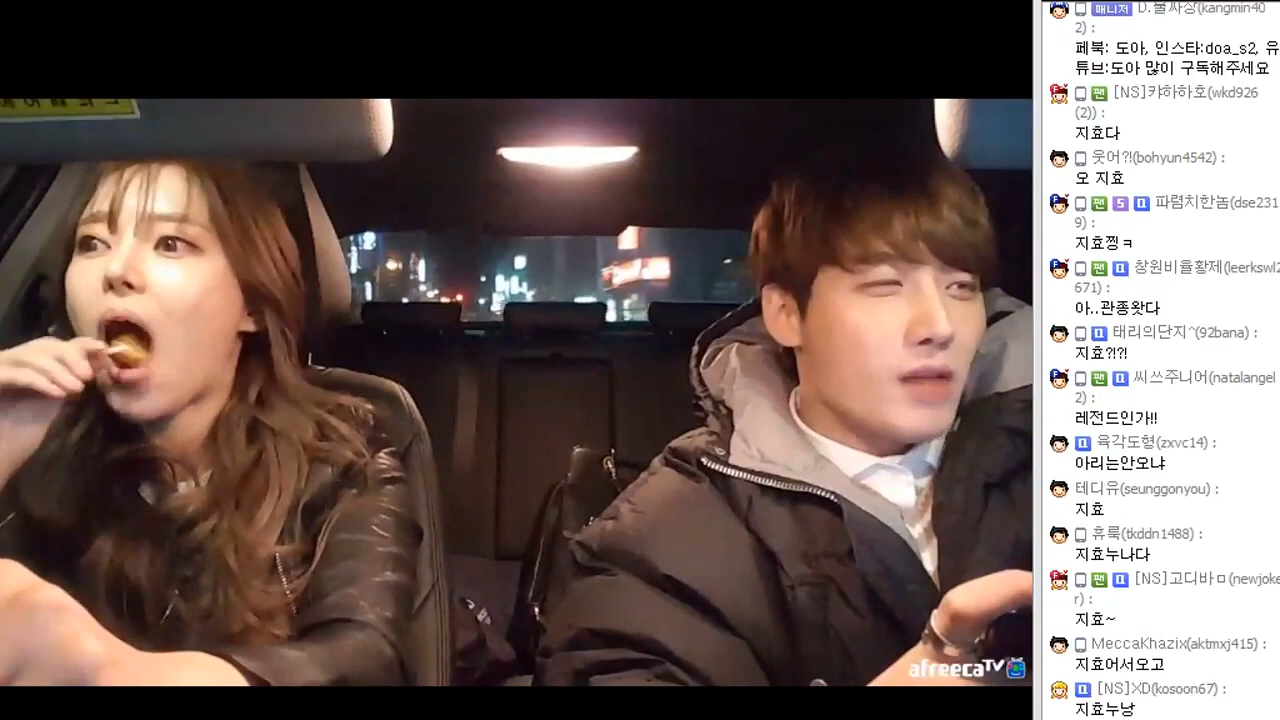 매니저 D.불짜장(kangmin40
2) :
페북: 도아, 인스타:doa_s2, 유
튜브:도아 많이 구독해주세요
팬 [NS]캬하하호(wkd926
(2)) :
지효다
웃어?!(bohyun4542) :
오 지효
팬 S 파렴치한놈(dse231
9) :
지효찡ㅋ
팬 창원비율황제(leerkswl2
671) :
아..관종왓다
태리의단지^(92bana) :
지효?!?!
팬 씨쓰주니어(natalangel
2) :
레전드인가!!
육각도형(zxvc14) :
아리는안오냐
테디유(seunggonyou) :
지효
휴룩(tkddn1488) :
지효누나다
팬 [NS]고디바ㅁ(newjoke
r) :
지효~
MeccaKhazix(aktmxj415) :
지효어서오고
[NS]XD(kosoon67) :
지효누낭
afreecaTV